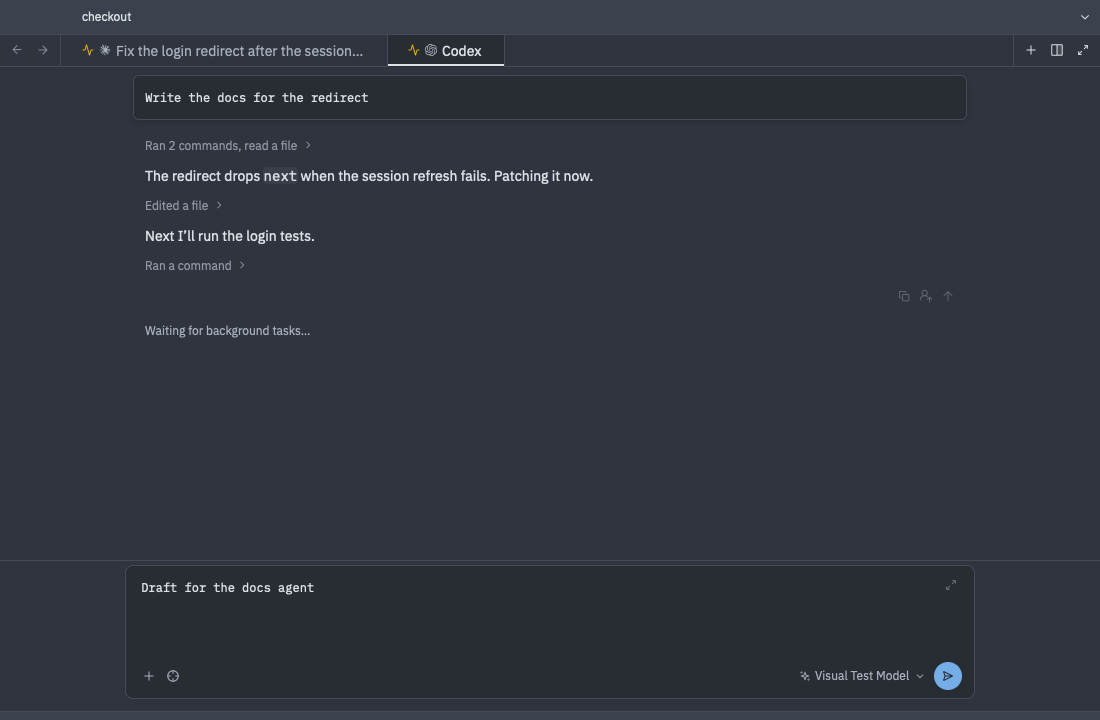 checkout
Fix the login redirect after the session...
Codex
Write the docs for the redirect
Ran 2 commands, read a file
The redirect drops next when the session refresh fails. Patching it now.
Edited a file
Next I’ll run the login tests.
Ran a command
Waiting for background tasks...
Draft for the docs agent
Visual Test Model